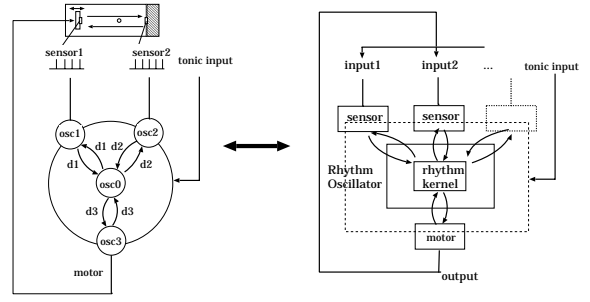 sensor1
sensor2
tonic input
osc1
osc2
d1
d1
d2
d2
osc0
d3
d3
osc3
motor
input1
input2
...
tonic input
sensor
sensor
Rhythm
Oscillator
rhythm
kernel
motor
output